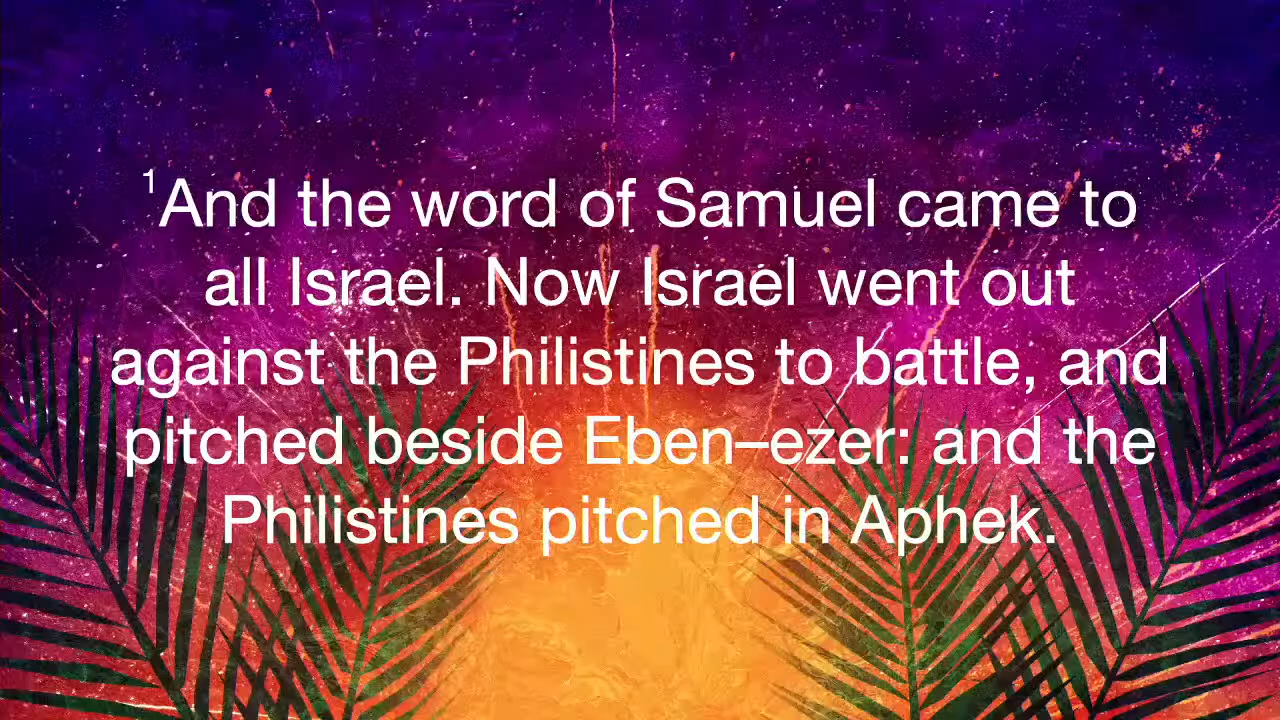 ¹And the word of Samuel came to
all Israel. Now Israel went out
against the Philistines to battle, and
pitched beside Eben–ezer: and the
Philistines pitched in Aphek.